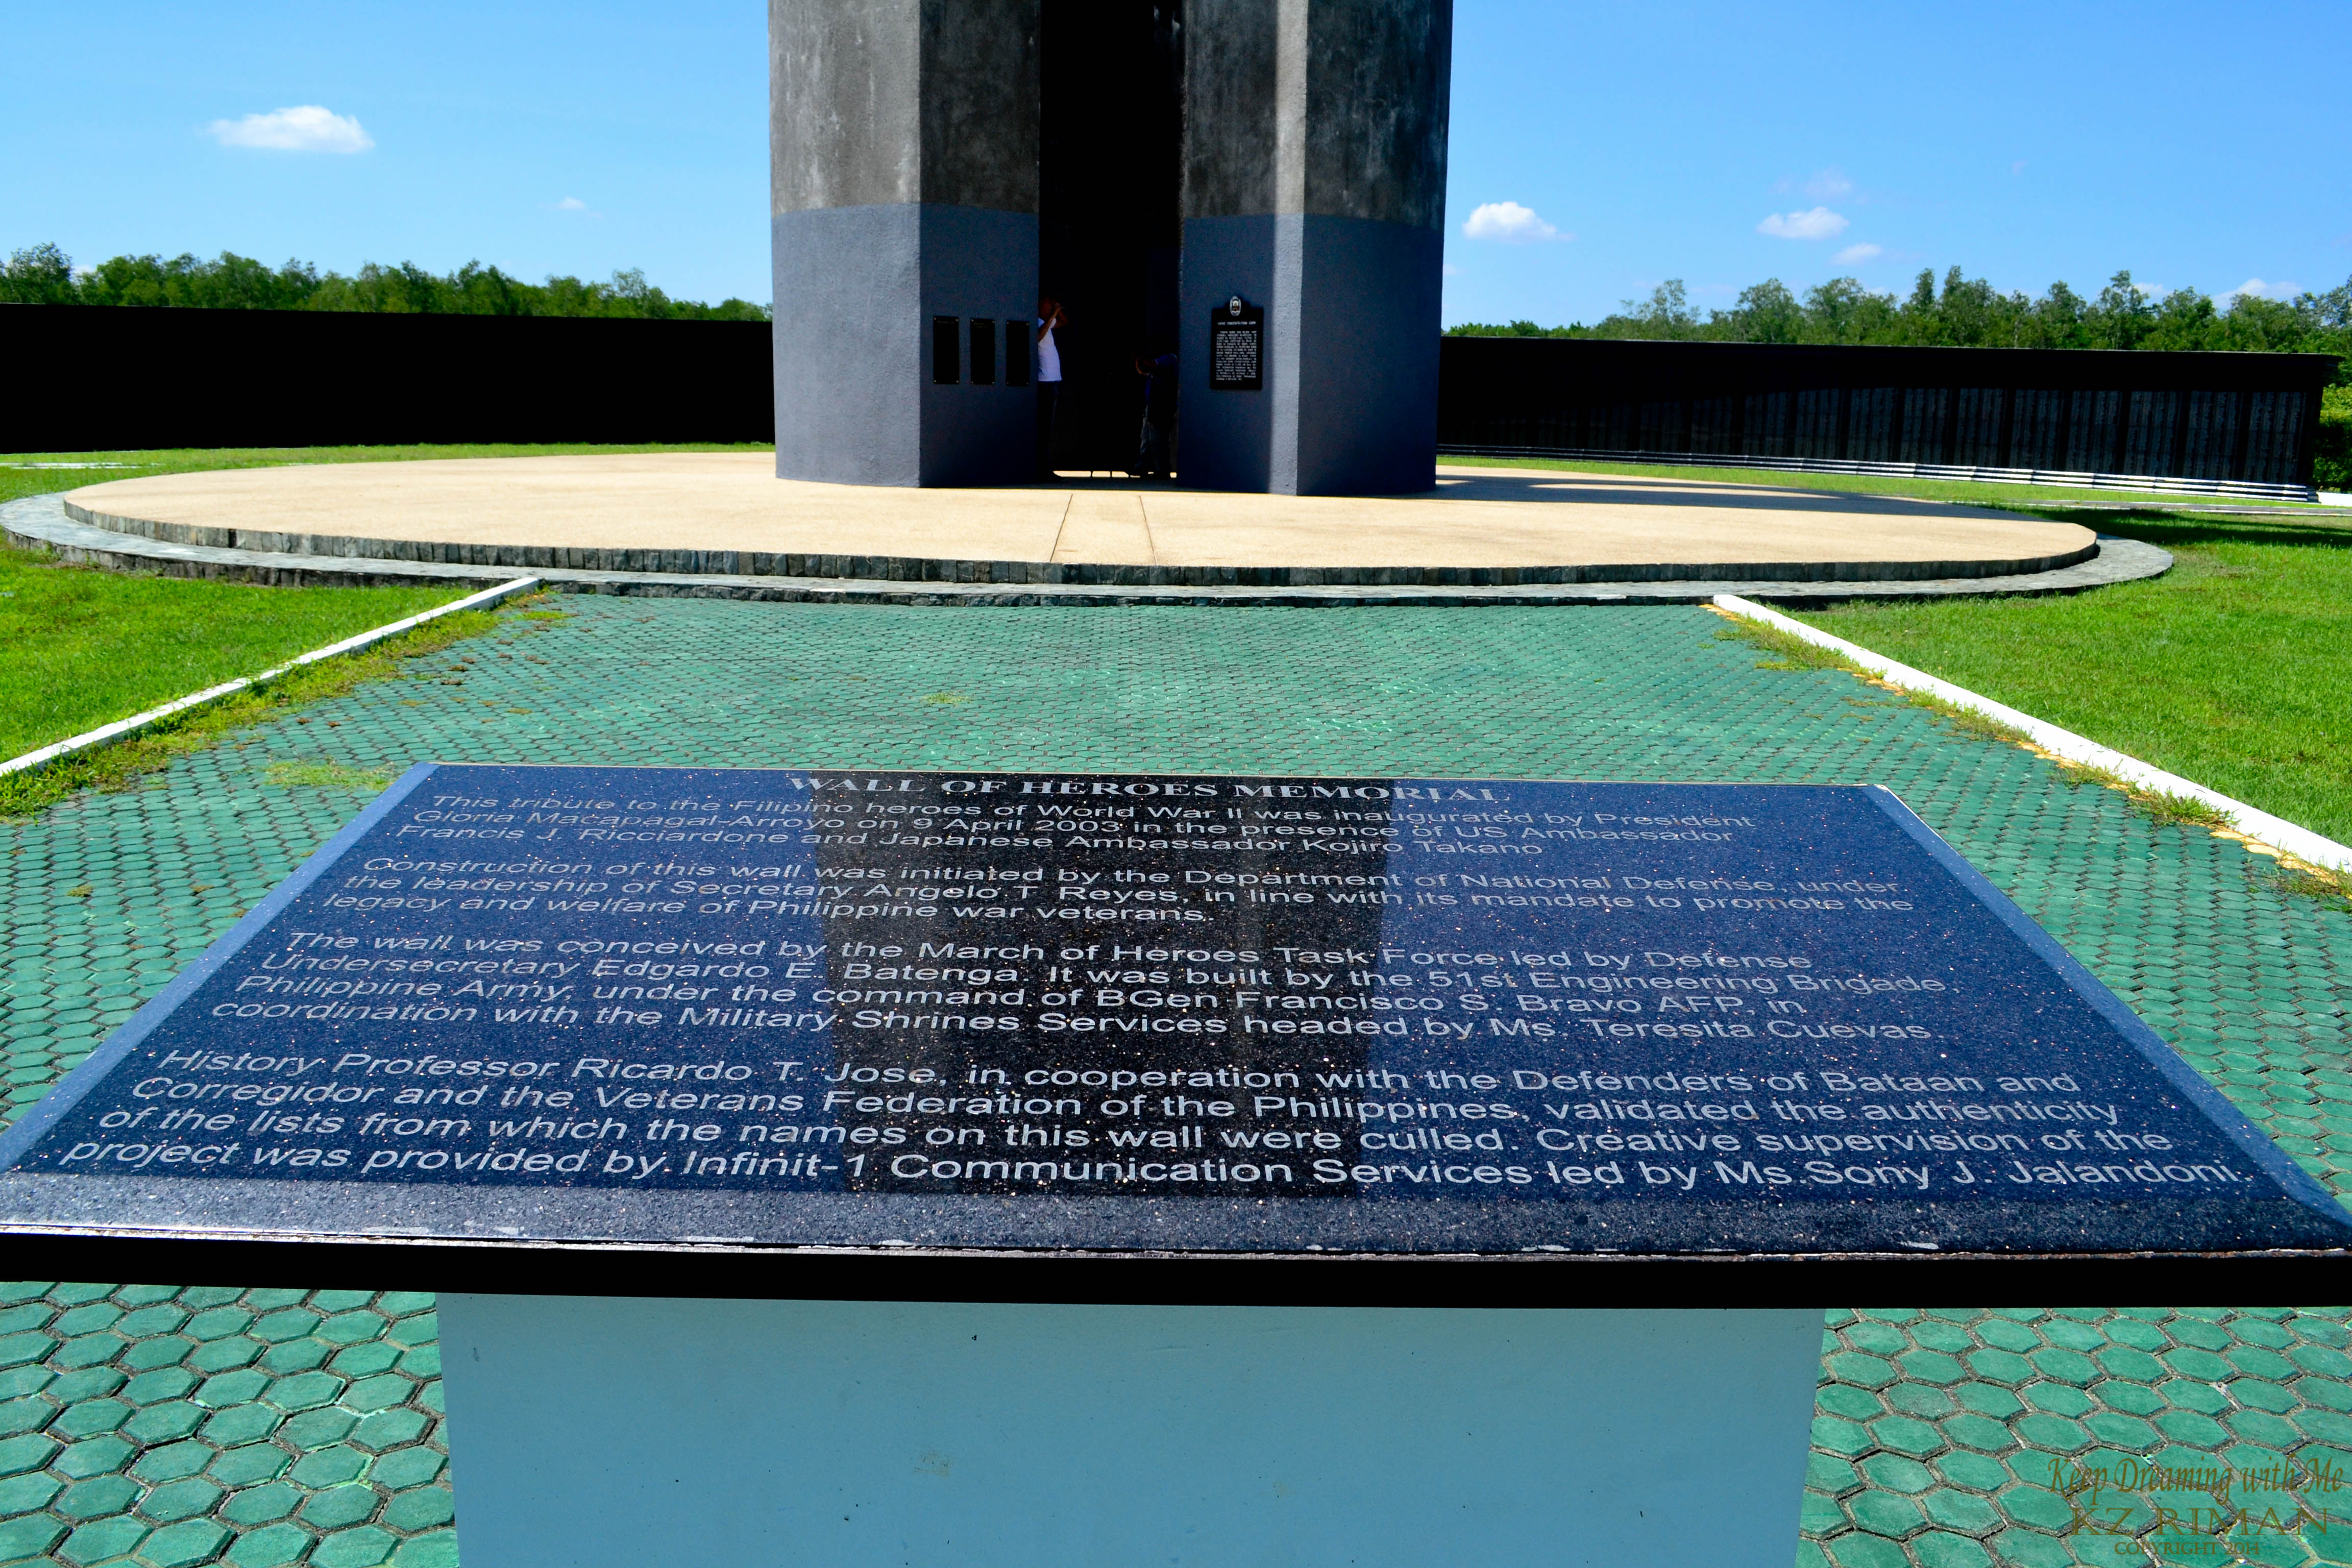 WALL OF HEROES MEMORIAL
This tribute to the Filipino heroes of World War II was inaugurated by President
Gloria Macapagal-Arroyo on 9 April 2003 in the presence of US Ambassador
Francis J. Ricciardone and Japanese Ambassador Kojiro Takano
Construction of this wall was initiated by the Department of National Defense, under
the leadership of Secretary Angelo T Reyes, in line with its mandate to promote the
legacy and welfare of Philippine war veterans.
The wall was conceived by the March of Heroes Task Force led by Defense
Undersecretary Edgardo E. Batenga. It was built by the 51st Engineering Brigade,
Philippine Army, under the command of BGen Francisco S. Bravo AFP, in
coordination with the Military Shrines Services headed by Ms. Teresita Cuevas.
History Professor Ricardo T. Jose, in cooperation with the Defenders of Bataan and
Corregidor and the Veterans Federation of the Philippines, validated the authenticity
of the lists from which the names on this wall were culled. Creative supervision of the
project was provided by Infinit-1 Communication Services led by Ms.Sony J. Jalandoni.
Keep Dreaming with Me
KZ RIMAN
COPYRIGHT 2011